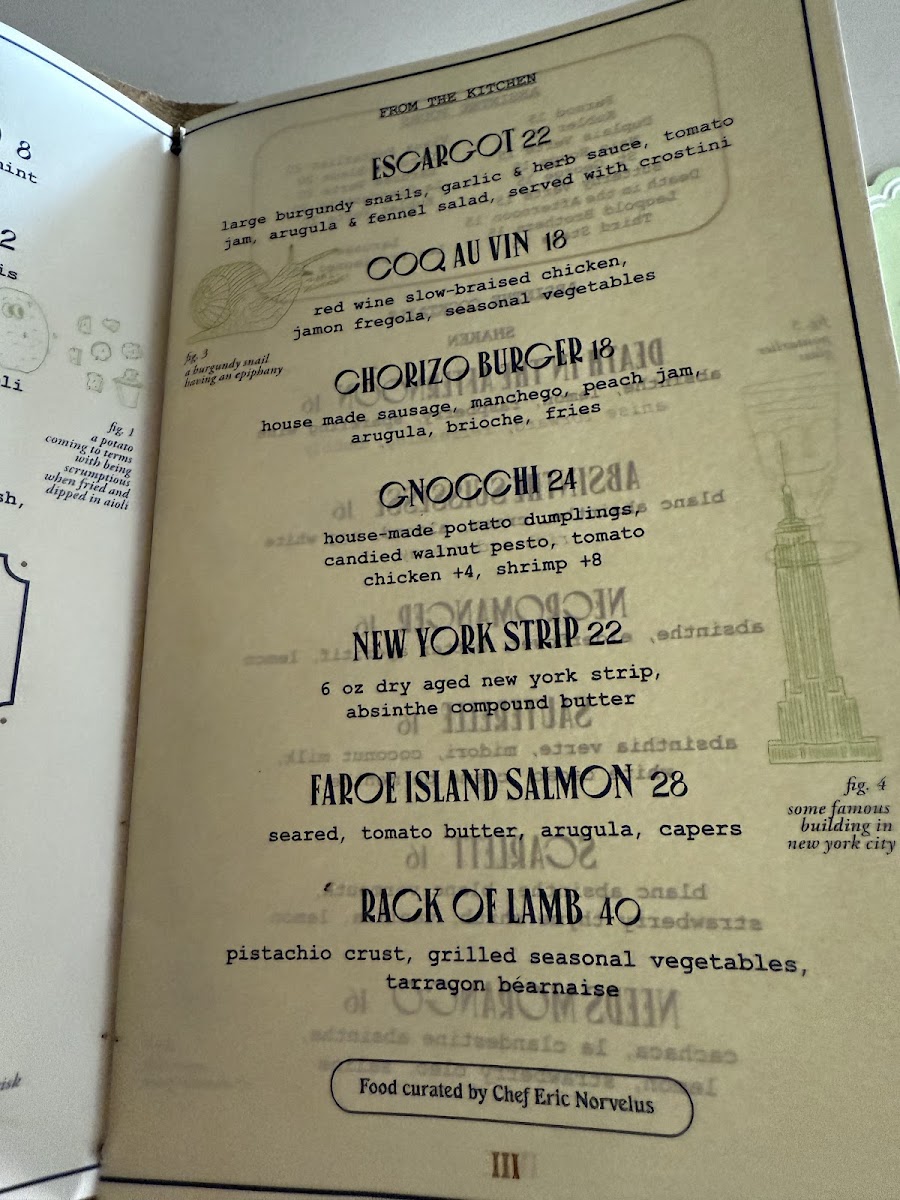 8
2
fig. 1
a potato
coming to terms
with being
scrumptious
when fried and
dipped in aioli
FROM THE KITCHEN
ESCARGOT 22
large burgundy snails, garlic & herb sauce, tomato
jam, arugula & fennel salad, served with crostini
COQ AU VIN 18
red wine slow-braised chicken,
jamon fregola, seasonal vegetables
fig. 3
a burgundy snail
having an epiphany
CHORIZO BURGER 18
house made sausage, manchego, peach jam,
arugula, brioche, fries
GNOCCHI 24
house-made potato dumplings,
candied walnut pesto, tomato
chicken +4, shrimp +8
NEW YORK STRIP 22
6 oz dry aged new york strip,
absinthe compound butter
FAROE ISLAND SALMON 28
seared, tomato butter, arugula, capers
fig. 4
some famous
building in
new york city
RACK OF LAMB 40
pistachio crust, grilled seasonal vegetables,
tarragon béarnaise
Food curated by Chef Eric Norvelus
III